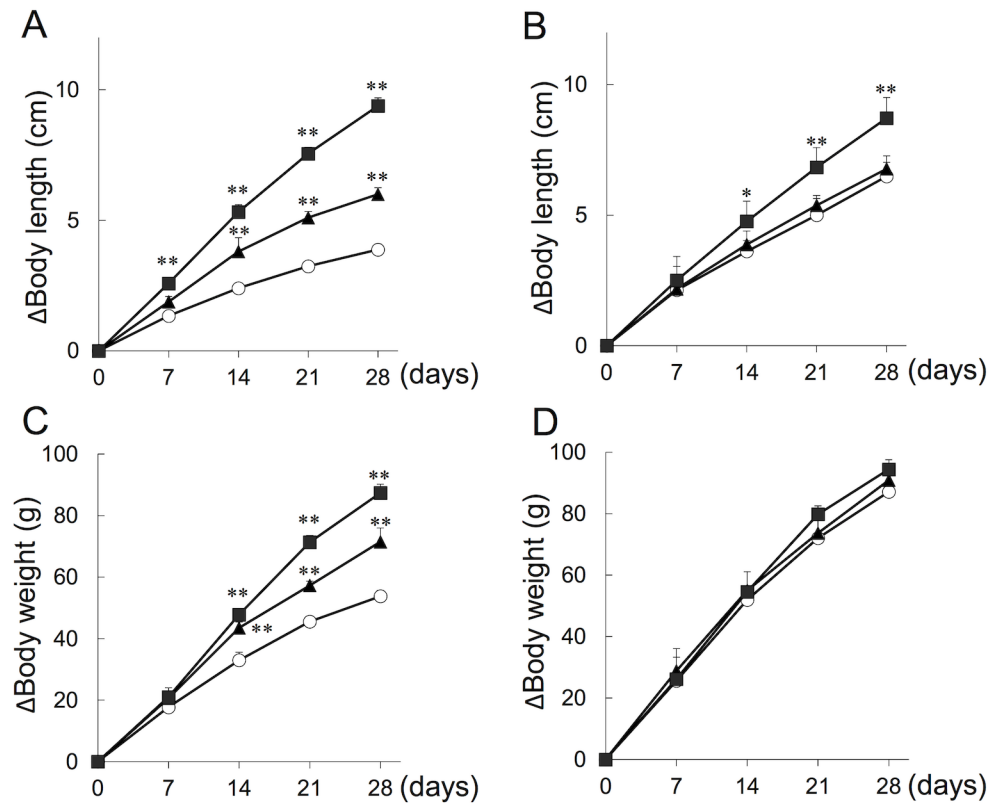 A
ΔBody length (cm)
10
5
0
** ** ** **
** ** **
0 7 14 21 28 (days)
B
ΔBody length (cm)
10
5
0
* ** **
0 7 14 21 28 (days)
C
ΔBody weight (g)
100
80
60
40
20
0
** ** **
** ** **
0 7 14 21 28 (days)
D
ΔBody weight (g)
100
80
60
40
20
0
0 7 14 21 28 (days)